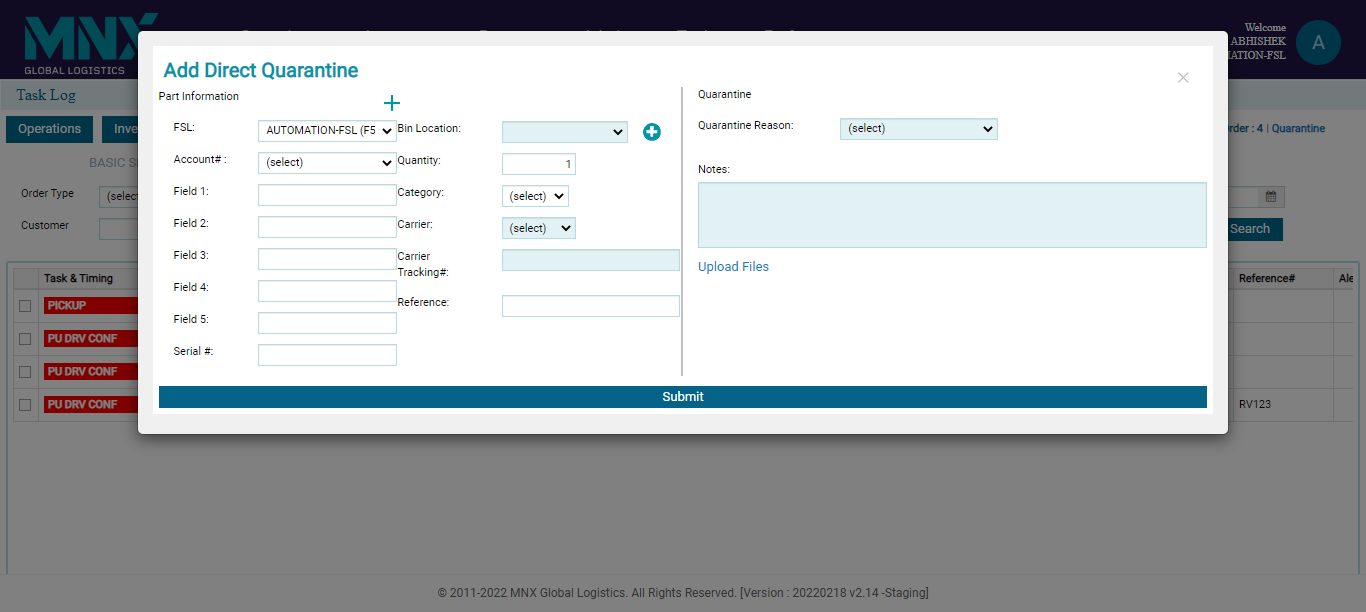 MNX
GLOBAL LOGISTICS
Welcome
ABHISHEK
ATION-FSL
A
Task Log
Operations
Inve
rder : 4 | Quarantine
BASIC S
Order Type
(select
Customer
Search
Task & Timing
Reference#
Ale
PICKUP
PU DRV CONF
PU DRV CONF
PU DRV CONF
RV123
Add Direct Quarantine
×
Part Information
+
FSL:
AUTOMATION-FSL (F5
Account# :
(select)
Field 1:
Field 2:
Field 3:
Field 4:
Field 5:
Serial #:
Bin Location:
Quantity:
1
Category:
(select)
Carrier:
(select)
Carrier
Tracking#:
Reference:
Quarantine
Quarantine Reason:
(select)
Notes:
Upload Files
Submit
© 2011-2022 MNX Global Logistics. All Rights Reserved. [Version : 20220218 v2.14 -Staging]